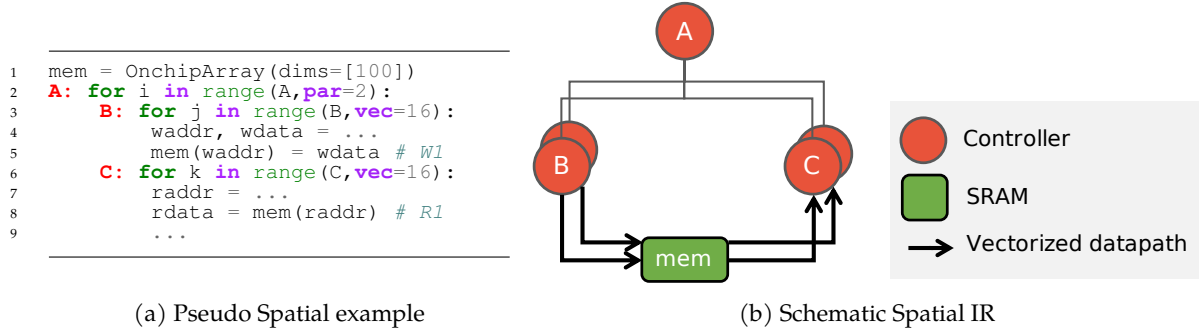 1 mem = OnchipArray(dims=[100])
2 A: for i in range(A,par=2):
3 B: for j in range(B,vec=16):
4 waddr, wdata = ...
5 mem(waddr) = wdata # W1
6 C: for k in range(C,vec=16):
7 raddr = ...
8 rdata = mem(raddr) # R1
9 ...
(a) Pseudo Spatial example
A
B
C
mem
Controller
SRAM
Vectorized datapath
(b) Schematic Spatial IR